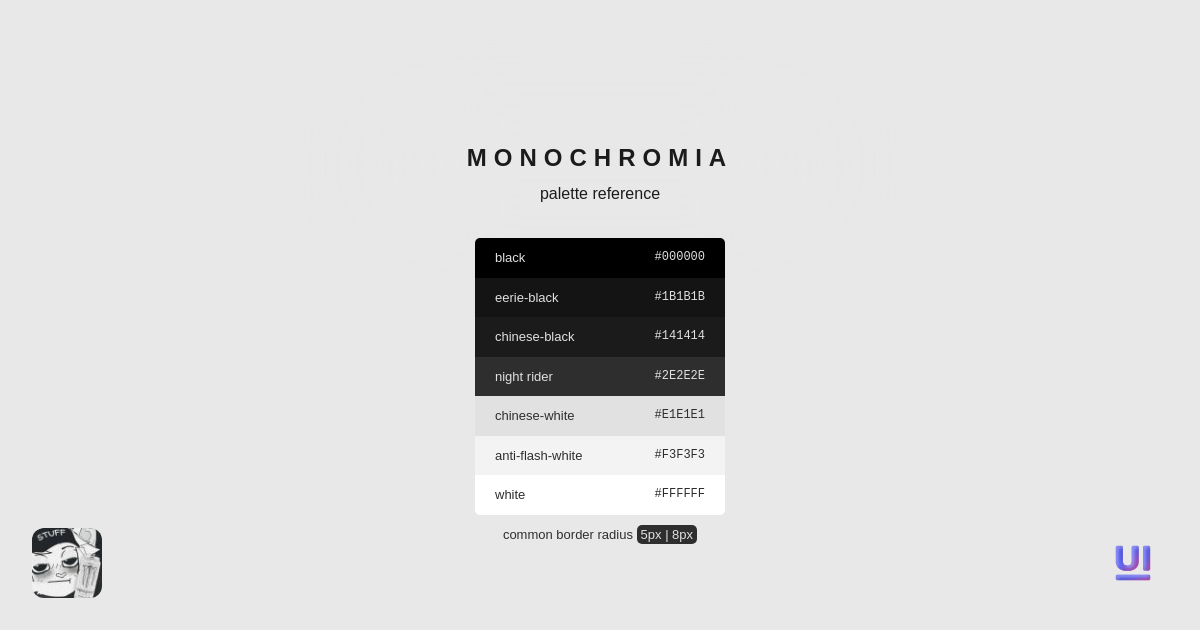 MONOCHROMIA
palette reference
black #000000
eerie-black #1B1B1B
chinese-black #141414
night rider #2E2E2E
chinese-white #E1E1E1
anti-flash-white #F3F3F3
white #FFFFFF
common border radius 5px | 8px
STUFF
UI